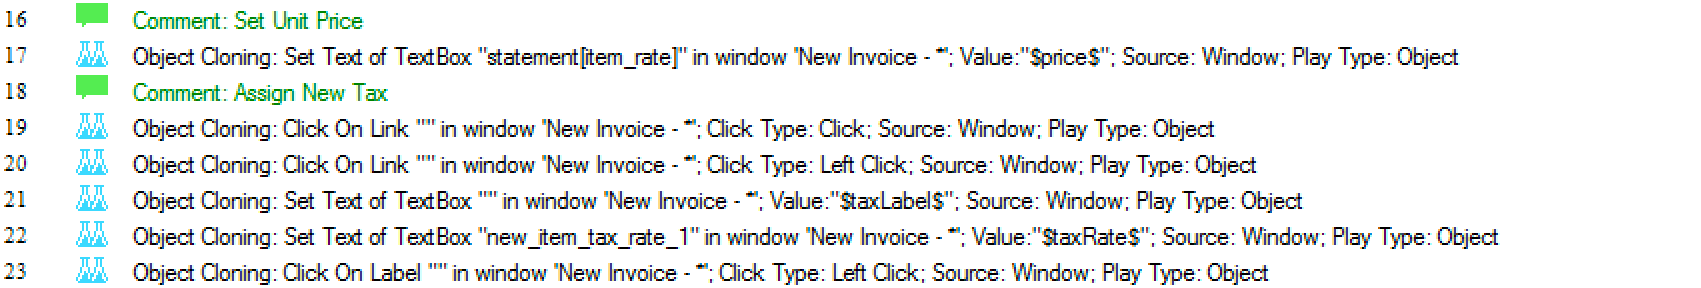 16 Comment: Set Unit Price
17 Object Cloning: Set Text of TextBox "statement[item_rate]" in window 'New Invoice - *'; Value:"$price$"; Source: Window; Play Type: Object
18 Comment: Assign New Tax
19 Object Cloning: Click On Link "" in window 'New Invoice - *'; Click Type: Click; Source: Window; Play Type: Object
20 Object Cloning: Click On Link "" in window 'New Invoice - *'; Click Type: Left Click; Source: Window; Play Type: Object
21 Object Cloning: Set Text of TextBox "" in window 'New Invoice - *'; Value:"$taxLabel$"; Source: Window; Play Type: Object
22 Object Cloning: Set Text of TextBox "new_item_tax_rate_1" in window 'New Invoice - *'; Value:"$taxRate$"; Source: Window; Play Type: Object
23 Object Cloning: Click On Label "" in window 'New Invoice - *'; Click Type: Left Click; Source: Window; Play Type: Object